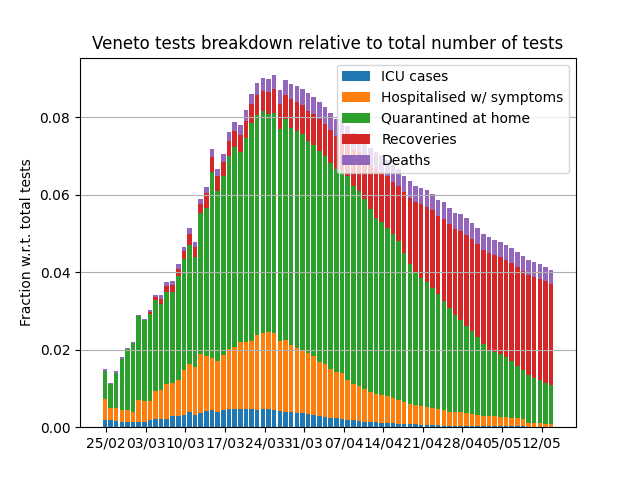 Veneto tests breakdown relative to total number of tests
ICU cases
Hospitalised w/ symptoms
Quarantined at home
Recoveries
Deaths
Fraction w.r.t. total tests
0.08
0.06
0.04
0.02
0.00
25/02 03/03 10/03 17/03 24/03 31/03 07/04 14/04 21/04 28/04 05/05 12/05